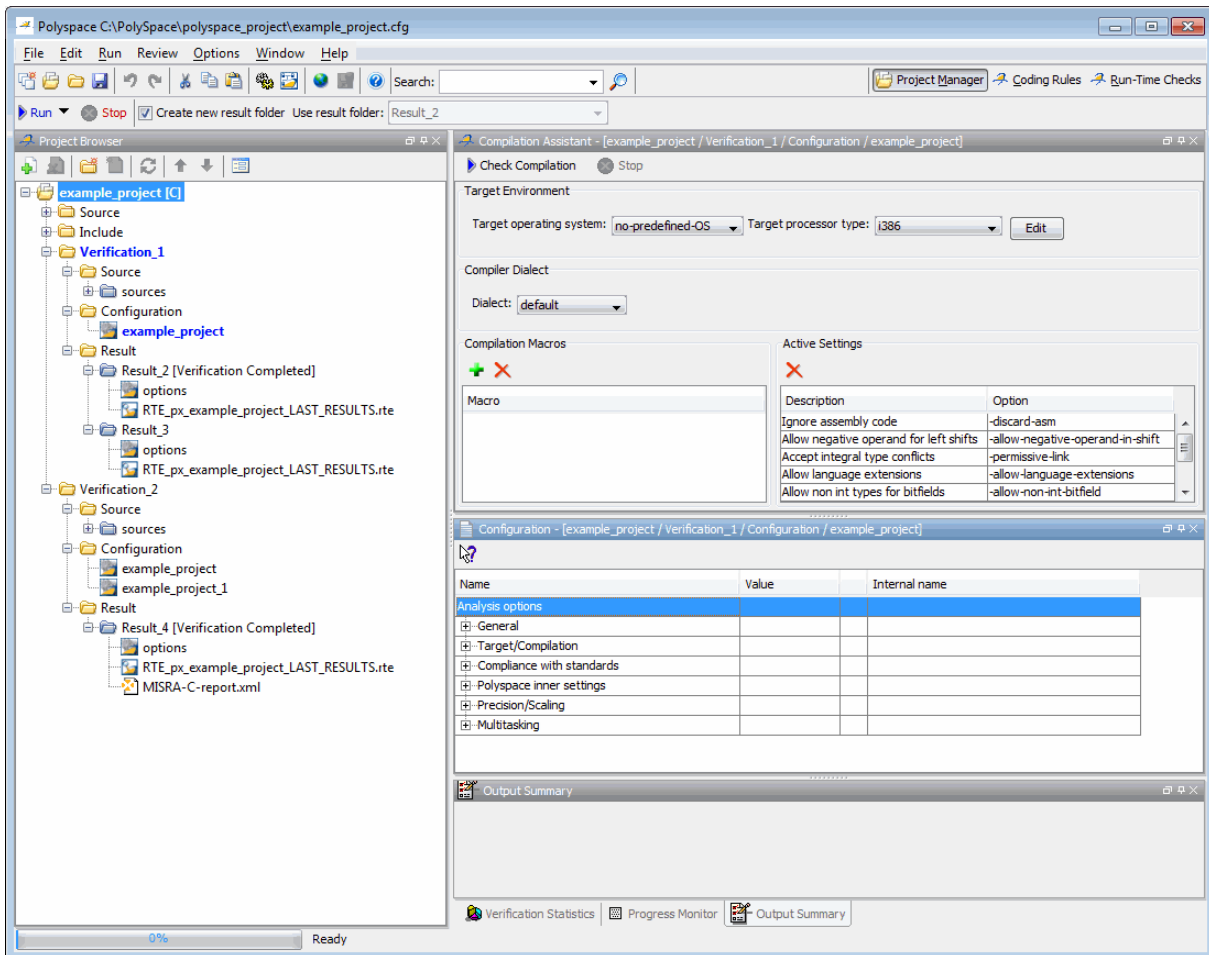 Polyspace C:\PolySpace\polyspace_project\example_project.cfg
File Edit Run Review Options Window Help
Search: Project Manager Coding Rules Run-Time Checks
Run Stop Create new result folder Use result folder: Result_2
Project Browser
example_project [C]
Source
Include
Verification_1
Source
sources
Configuration
example_project
Result
Result_2 [Verification Completed]
options
RTE_px_example_project_LAST_RESULTS.rte
Result_3
options
RTE_px_example_project_LAST_RESULTS.rte
Verification_2
Source
sources
Configuration
example_project
example_project_1
Result
Result_4 [Verification Completed]
options
RTE_px_example_project_LAST_RESULTS.rte
MISRA-C-report.xml
Compilation Assistant - [example_project / Verification_1 / Configuration / example_project]
Check Compilation Stop
Target Environment
Target operating system: no-predefined-OS Target processor type: i386 Edit
Compiler Dialect
Dialect: default
Compilation Macros
Macro
Active Settings
Description Option
Ignore assembly code -discard-asm
Allow negative operand for left shifts -allow-negative-operand-in-shift
Accept integral type conflicts -permissive-link
Allow language extensions -allow-language-extensions
Allow non int types for bitfields -allow-non-int-bitfield
Configuration - [example_project / Verification_1 / Configuration / example_project]
Name Value Internal name
Analysis options
General
Target/Compilation
Compliance with standards
Polyspace inner settings
Precision/Scaling
Multitasking
Output Summary
Verification Statistics Progress Monitor Output Summary
0% Ready